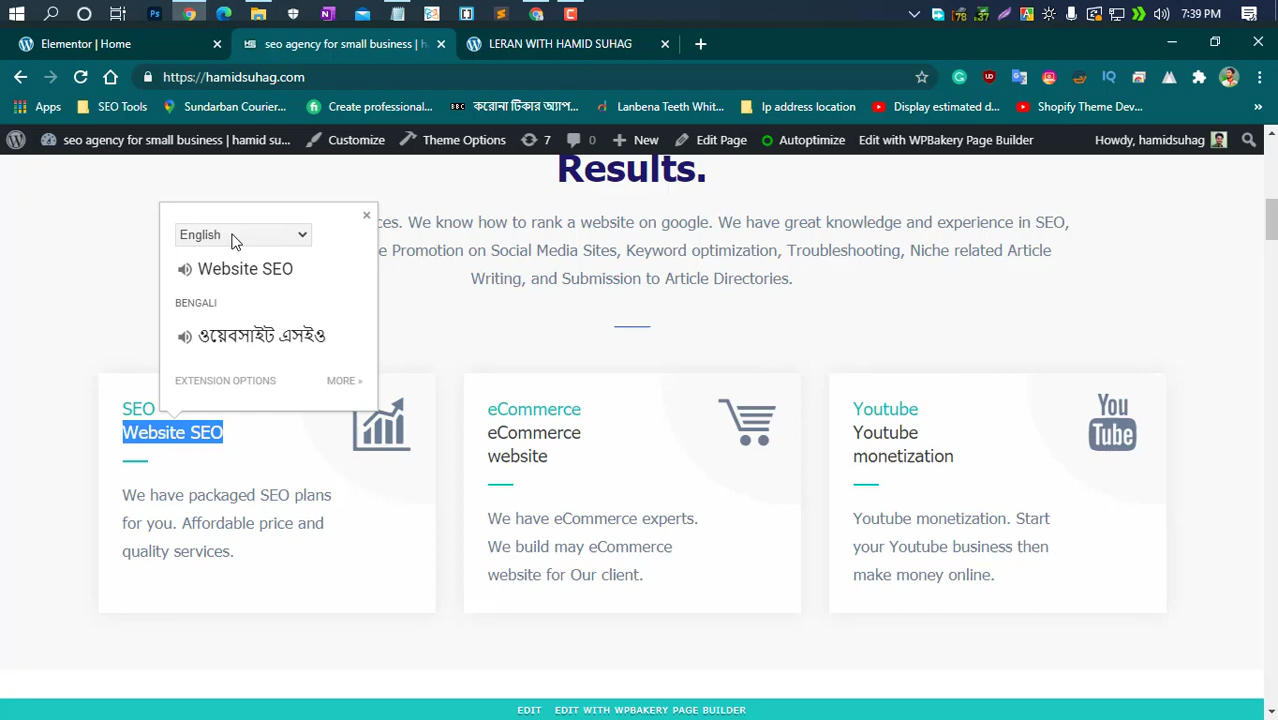 7:39 PM
Elementor | Home
seo agency for small business | h
LERAN WITH HAMID SUHAG
https://hamidsuhag.com
Apps
SEO Tools
Sundarban Courier...
Create professional...
করোনা টিকার অ্যাপ...
Lanbena Teeth Whit...
Ip address location
Display estimated d...
Shopify Theme Dev...
seo agency for small business | hamid su...
Customize
Theme Options
7
0
New
Edit Page
Autoptimize
Edit with WPBakery Page Builder
Howdy, hamidsuhag
Results.
ces. We know how to rank a website on google. We have great knowledge and experience in SEO,
e Promotion on Social Media Sites, Keyword optimization, Troubleshooting, Niche related Article
Writing, and Submission to Article Directories.
English
Website SEO
BENGALI
ওয়েবসাইট এসইও
EXTENSION OPTIONS
MORE »
SEO
Website SEO
We have packaged SEO plans
for you. Affordable price and
quality services.
eCommerce
eCommerce
website
We have eCommerce experts.
We build may eCommerce
website for Our client.
Youtube
Youtube
monetization
You
Tube
Youtube monetization. Start
your Youtube business then
make money online.
EDIT
EDIT WITH WPBAKERY PAGE BUILDER